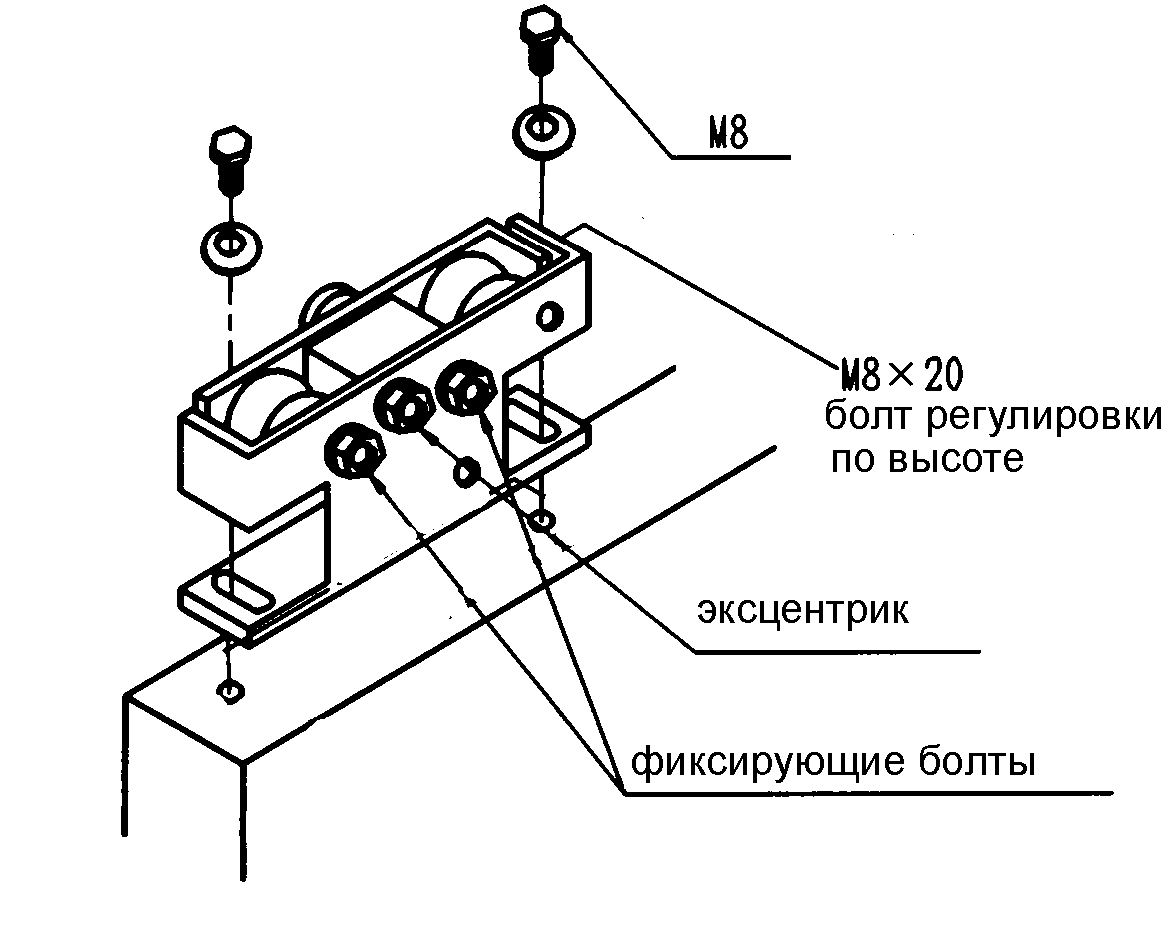 M8
M8×20
болт регулировки
по высоте
эксцентрик
фиксирующие болты